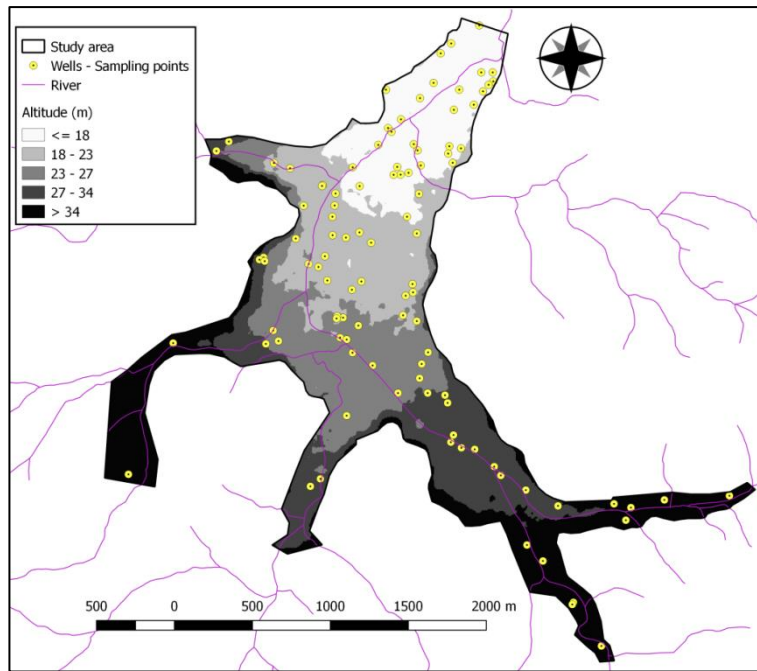 Study area
Wells - Sampling points
River
Altitude (m)
<= 18
18 - 23
23 - 27
27 - 34
> 34
500 0 500 1000 1500 2000 m